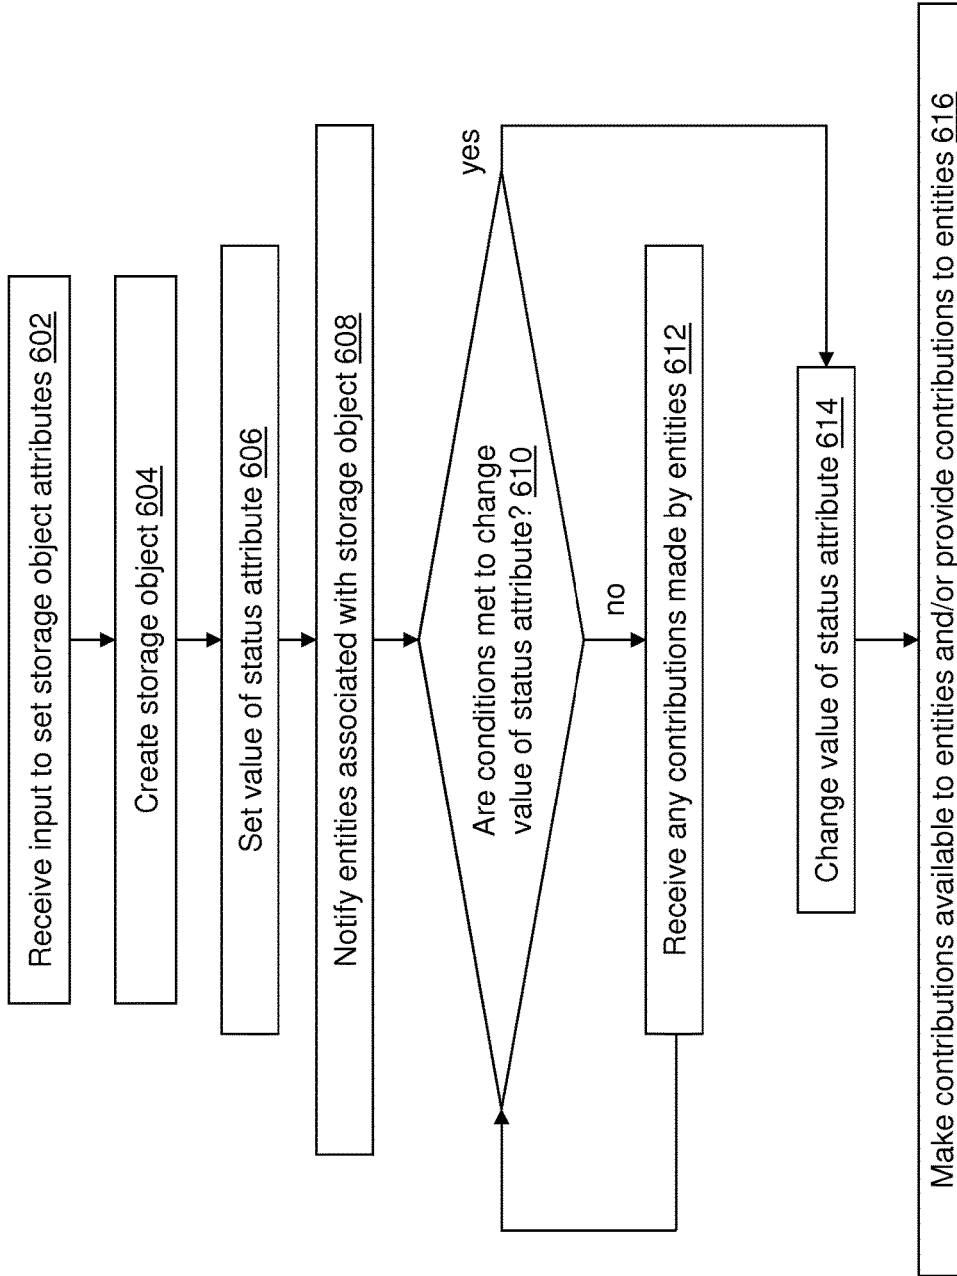 Receive input to set storage object attributes 602
Create storage object 604
Set value of status attribute 606
Notify entities associated with storage object 608
Are conditions met to change
value of status attribute? 610
yes
no
Receive any contributions made by entities 612
Change value of status attribute 614
Make contributions available to entities and/or provide contributions to entities 616